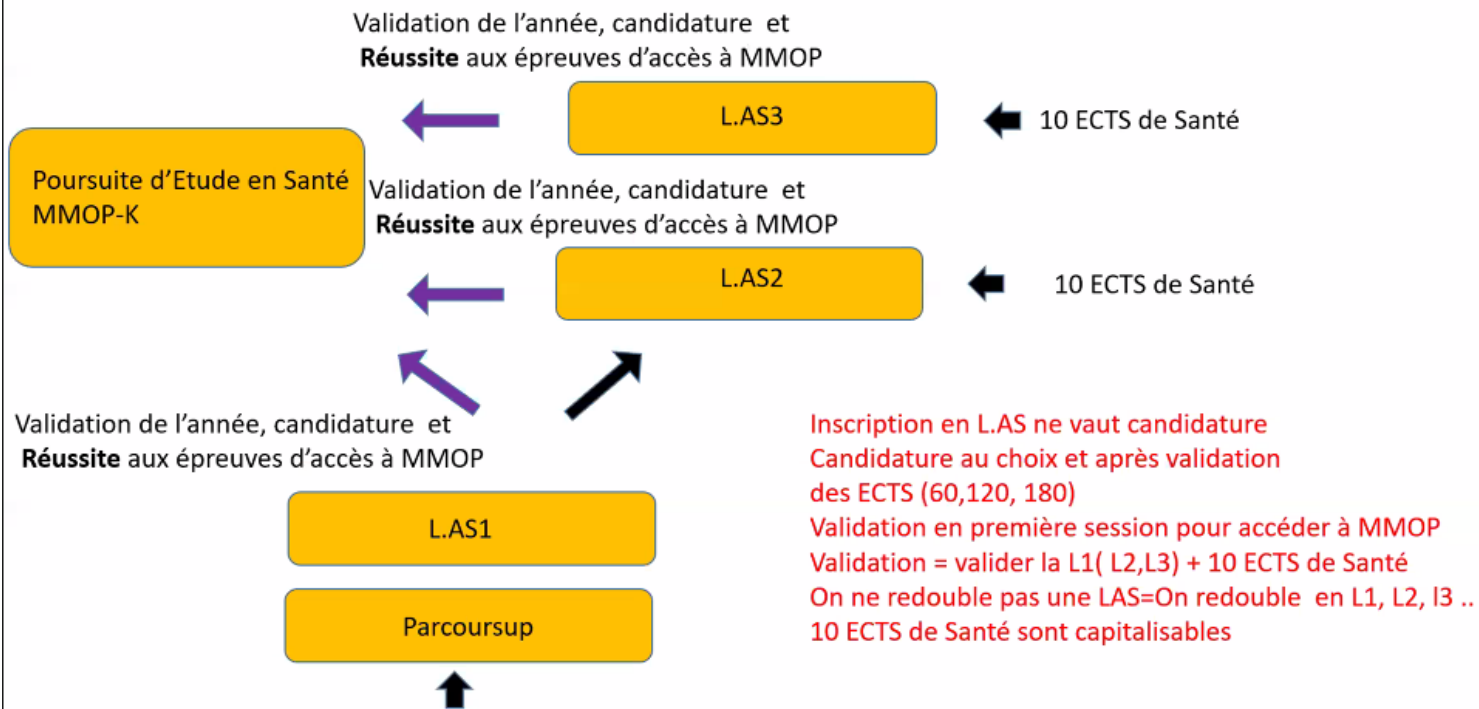 Validation de l'année, candidature et
Réussite aux épreuves d'accès à MMOP
L.AS3
10 ECTS de Santé
Poursuite d'Etude en Santé
MMOP-K
Validation de l'année, candidature et
Réussite aux épreuves d'accès à MMOP
L.AS2
10 ECTS de Santé
Validation de l'année, candidature et
Réussite aux épreuves d'accès à MMOP
L.AS1
Parcoursup
Inscription en L.AS ne vaut candidature
Candidature au choix et après validation
des ECTS (60,120, 180)
Validation en première session pour accéder à MMOP
Validation = valider la L1( L2,L3) + 10 ECTS de Santé
On ne redouble pas une LAS=On redouble en L1, L2, l3 ..
10 ECTS de Santé sont capitalisables